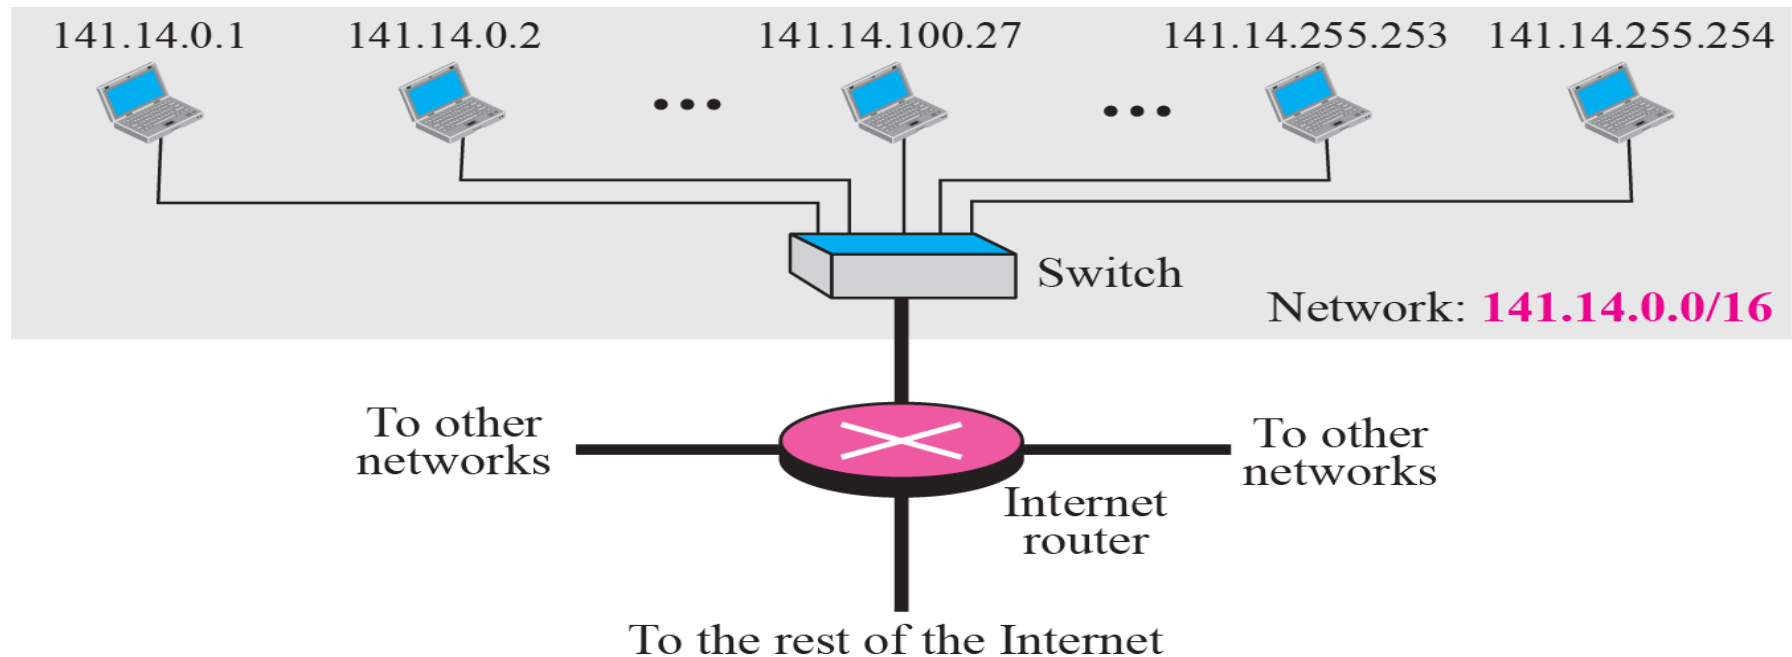 141.14.0.1
141.14.0.2
141.14.100.27
141.14.255.253
141.14.255.254
Switch
Network: 141.14.0.0/16
To other
networks
To other
networks
Internet
router
To the rest of the Internet